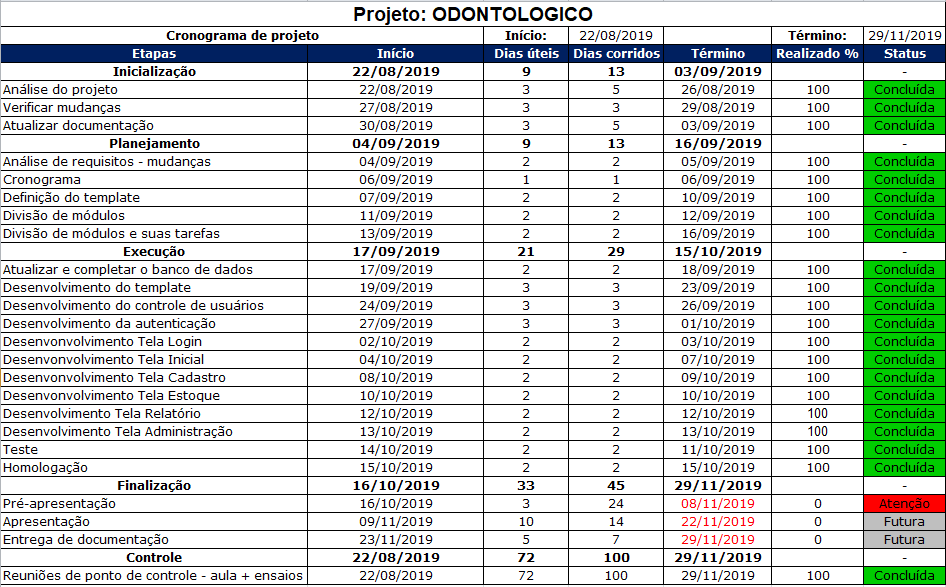 Projeto: ODONTOLOGICO
Cronograma de projeto Início: 22/08/2019 Término: 29/11/2019
Etapas Início Dias úteis Dias corridos Término Realizado % Status
Inicialização 22/08/2019 9 13 03/09/2019 -
Análise do projeto 22/08/2019 3 5 26/08/2019 100 Concluída
Verificar mudanças 27/08/2019 3 3 29/08/2019 100 Concluída
Atualizar documentação 30/08/2019 3 5 03/09/2019 100 Concluída
Planejamento 04/09/2019 9 13 16/09/2019 -
Análise de requisitos - mudanças 04/09/2019 2 2 05/09/2019 100 Concluída
Cronograma 06/09/2019 1 1 06/09/2019 100 Concluída
Definição do template 07/09/2019 2 2 10/09/2019 100 Concluída
Divisão de módulos 11/09/2019 2 2 12/09/2019 100 Concluída
Divisão de módulos e suas tarefas 13/09/2019 2 2 16/09/2019 100 Concluída
Execução 17/09/2019 21 29 15/10/2019 -
Atualizar e completar o banco de dados 17/09/2019 2 2 18/09/2019 100 Concluída
Desenvolvimento do template 19/09/2019 3 3 23/09/2019 100 Concluída
Desenvolvimento do controle de usuários 24/09/2019 3 3 26/09/2019 100 Concluída
Desenvolvimento da autenticação 27/09/2019 3 3 01/10/2019 100 Concluída
Desenvonvolvimento Tela Login 02/10/2019 2 2 03/10/2019 100 Concluída
Desenvonvolvimento Tela Inicial 04/10/2019 2 2 07/10/2019 100 Concluída
Desenvonvolvimento Tela Cadastro 08/10/2019 2 2 09/10/2019 100 Concluída
Desenvonvolvimento Tela Estoque 10/10/2019 2 2 10/10/2019 100 Concluída
Desenvolvimento Tela Relatório 12/10/2019 2 2 12/10/2019 100 Concluída
Desenvolvimento Tela Administração 13/10/2019 2 2 13/10/2019 100 Concluída
Teste 14/10/2019 2 2 11/10/2019 100 Concluída
Homologação 15/10/2019 2 2 15/10/2019 100 Concluída
Finalização 16/10/2019 33 45 29/11/2019 -
Pré-apresentação 16/10/2019 3 24 08/11/2019 0 Atenção
Apresentação 09/11/2019 10 14 22/11/2019 0 Futura
Entrega de documentação 23/11/2019 5 7 29/11/2019 0 Futura
Controle 22/08/2019 72 100 29/11/2019 -
Reuniões de ponto de controle - aula + ensaios 22/08/2019 72 100 29/11/2019 100 Concluída